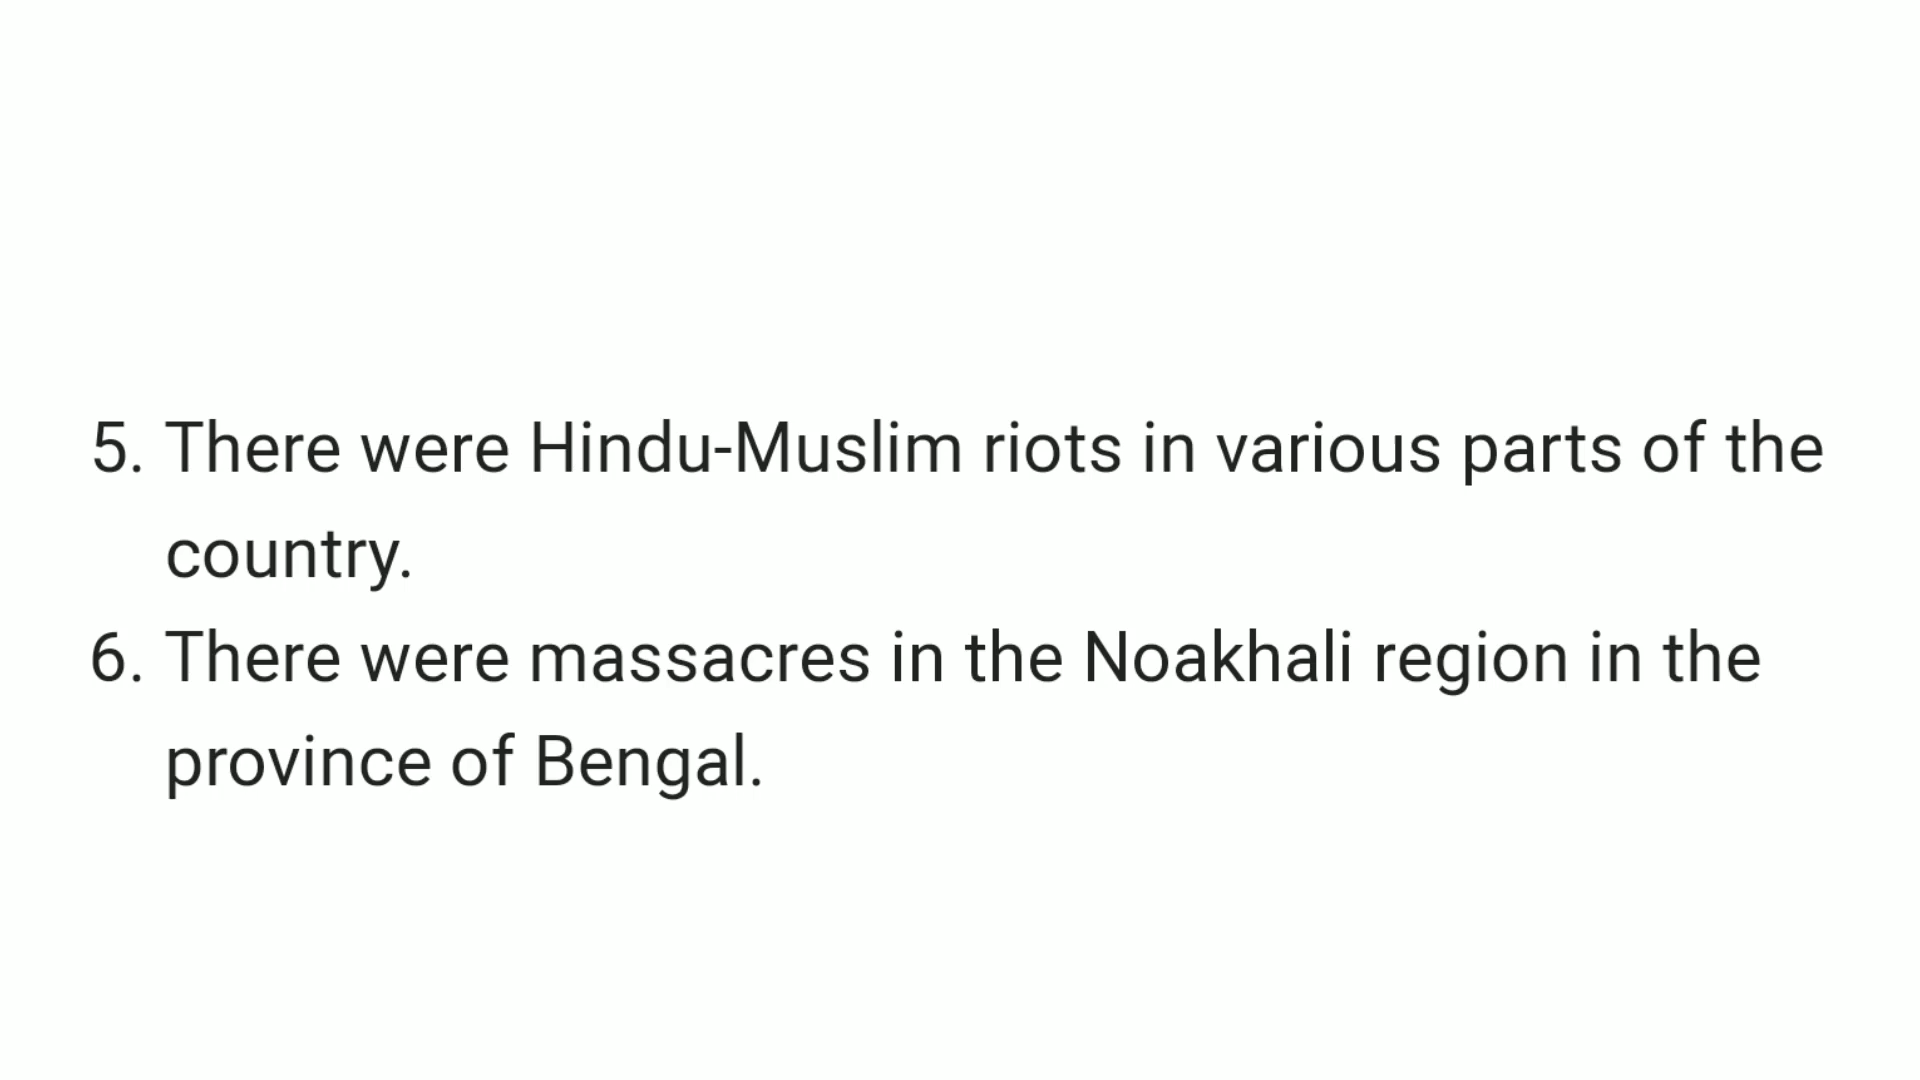 5. There were Hindu-Muslim riots in various parts of the
country.
6. There were massacres in the Noakhali region in the
province of Bengal.